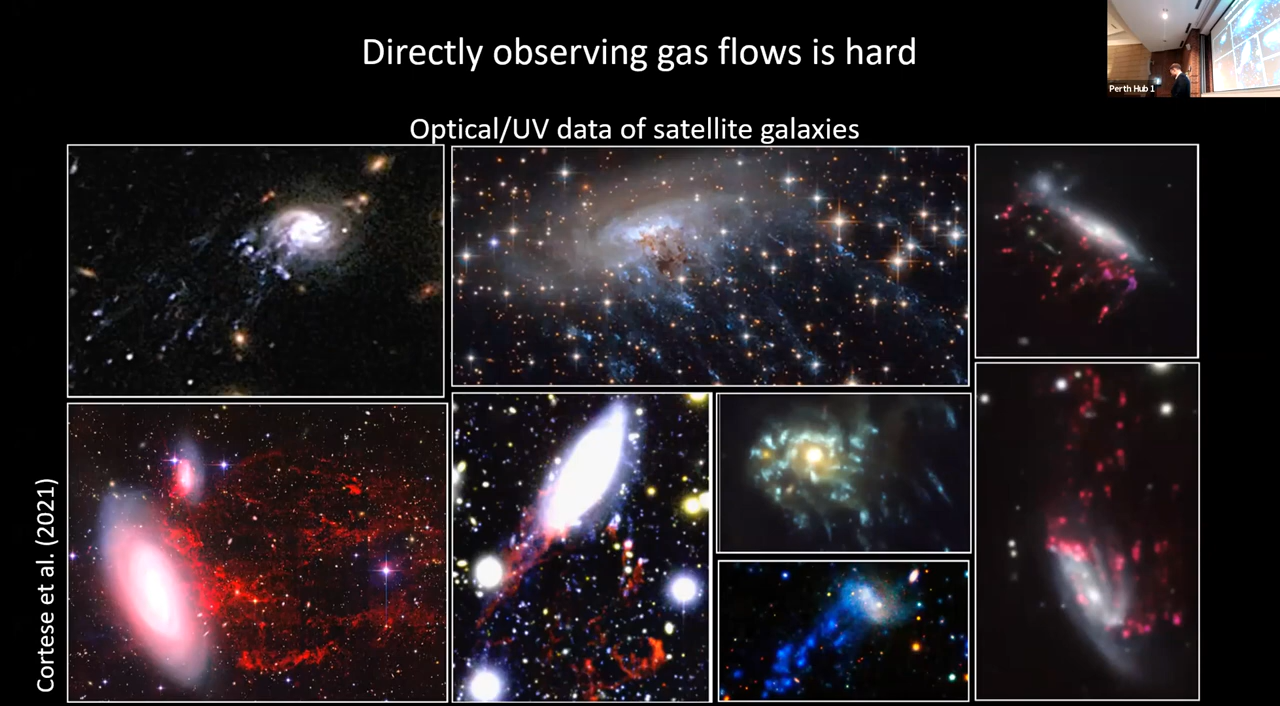 Directly observing gas flows is hard
Perth Hub 1
Optical/UV data of satellite galaxies
Cortese et al. (2021)